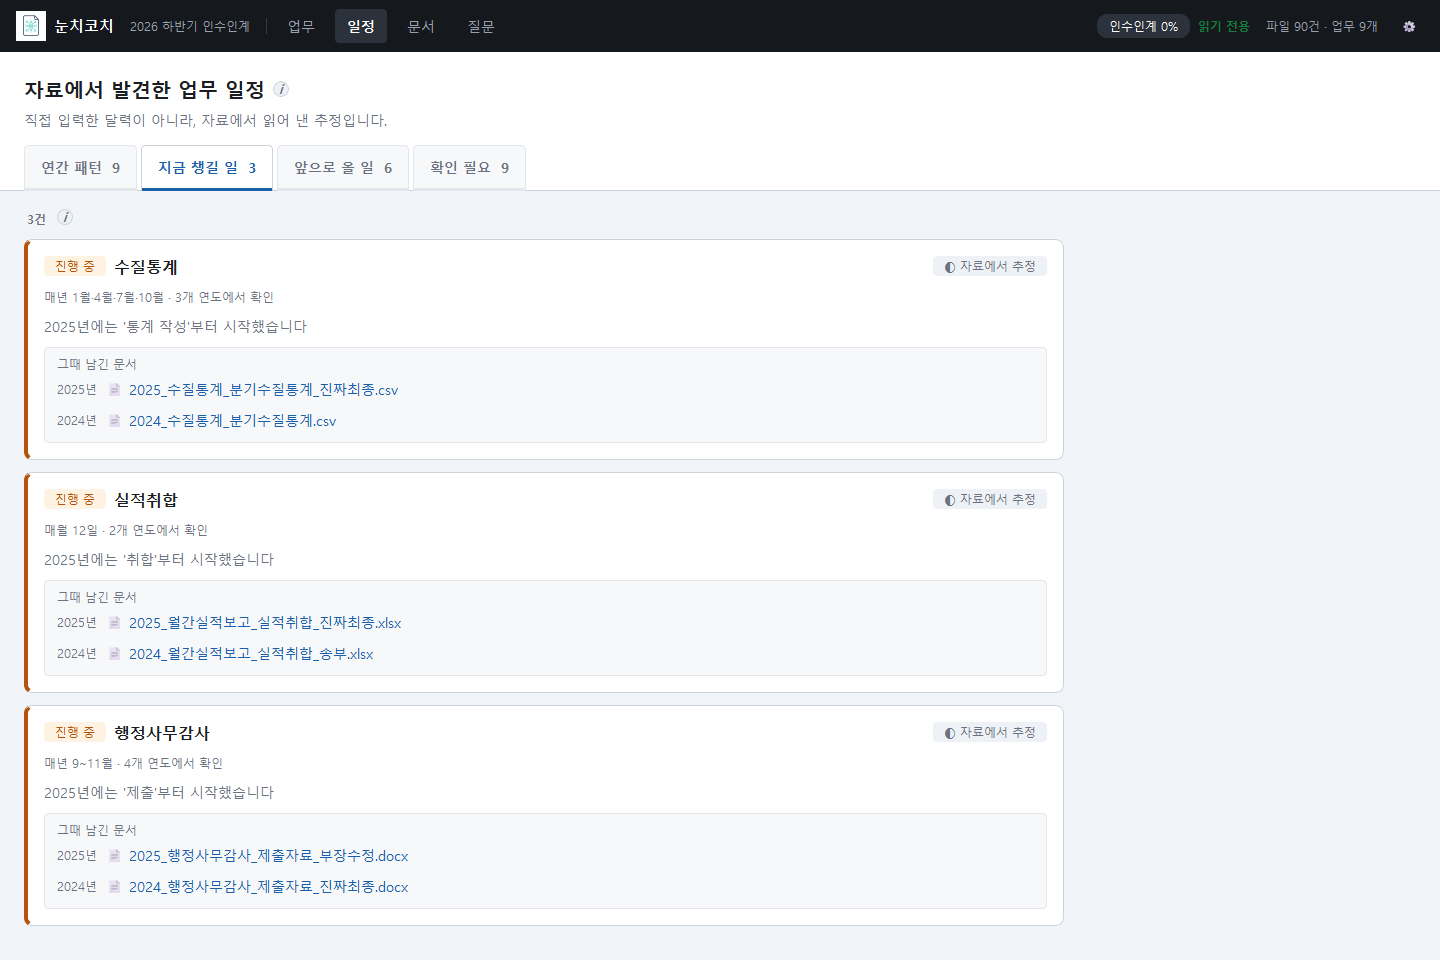 눈치코치 2026 하반기 인수인계 업무 일정 문서 질문 인수인계 0% 읽기 전용 파일 90건 · 업무 9개
자료에서 발견한 업무 일정 i
직접 입력한 달력이 아니라, 자료에서 읽어 낸 추정입니다.
연간 패턴 9 지금 챙길 일 3 앞으로 올 일 6 확인 필요 9
3건 i
진행 중 수질통계 자료에서 추정
매년 1월·4월·7월·10월 · 3개 연도에서 확인
2025년에는 '통계 작성'부터 시작했습니다
그때 남긴 문서
2025년 2025_수질통계_분기수질통계_진짜최종.csv
2024년 2024_수질통계_분기수질통계.csv
진행 중 실적취합 자료에서 추정
매월 12일 · 2개 연도에서 확인
2025년에는 '취합'부터 시작했습니다
그때 남긴 문서
2025년 2025_월간실적보고_실적취합_진짜최종.xlsx
2024년 2024_월간실적보고_실적취합_송부.xlsx
진행 중 행정사무감사 자료에서 추정
매년 9~11월 · 4개 연도에서 확인
2025년에는 '제출'부터 시작했습니다
그때 남긴 문서
2025년 2025_행정사무감사_제출자료_부장수정.docx
2024년 2024_행정사무감사_제출자료_진짜최종.docx